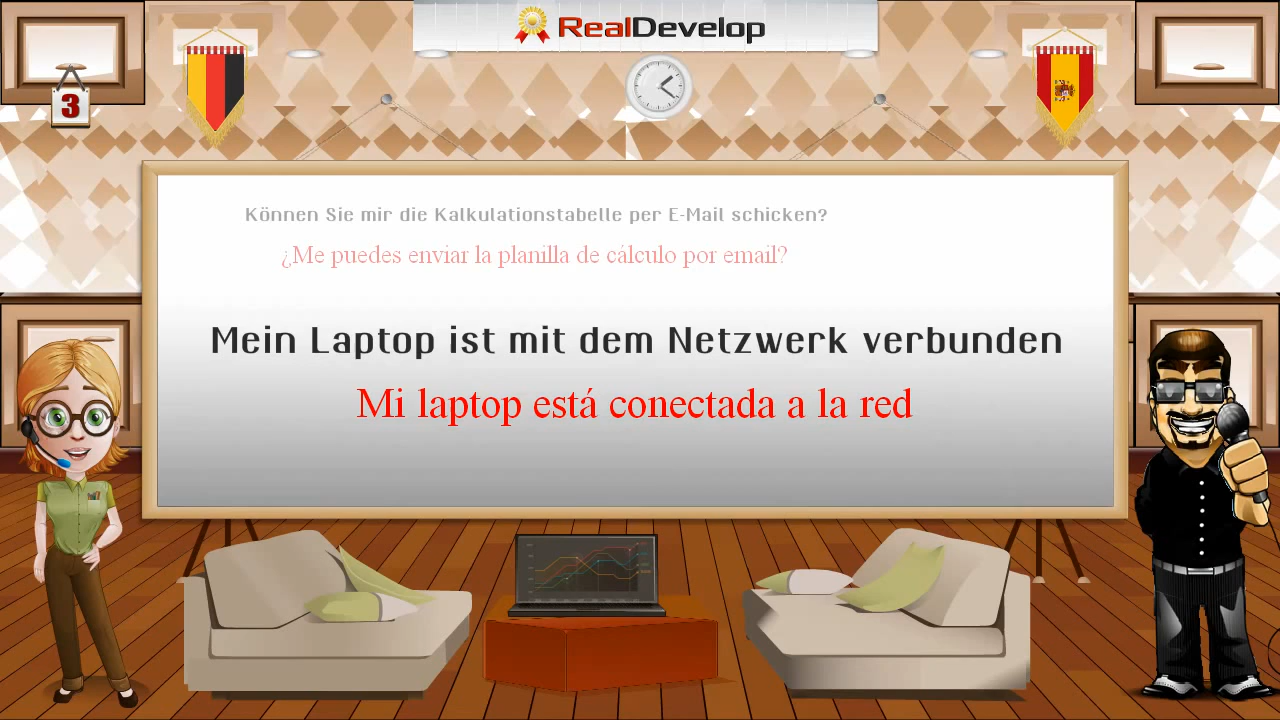 RealDevelop
3
Können Sie mir die Kalkulationstabelle per E-Mail schicken?
¿Me puedes enviar la planilla de cálculo por email?
Mein Laptop ist mit dem Netzwerk verbunden
Mi laptop está conectada a la red